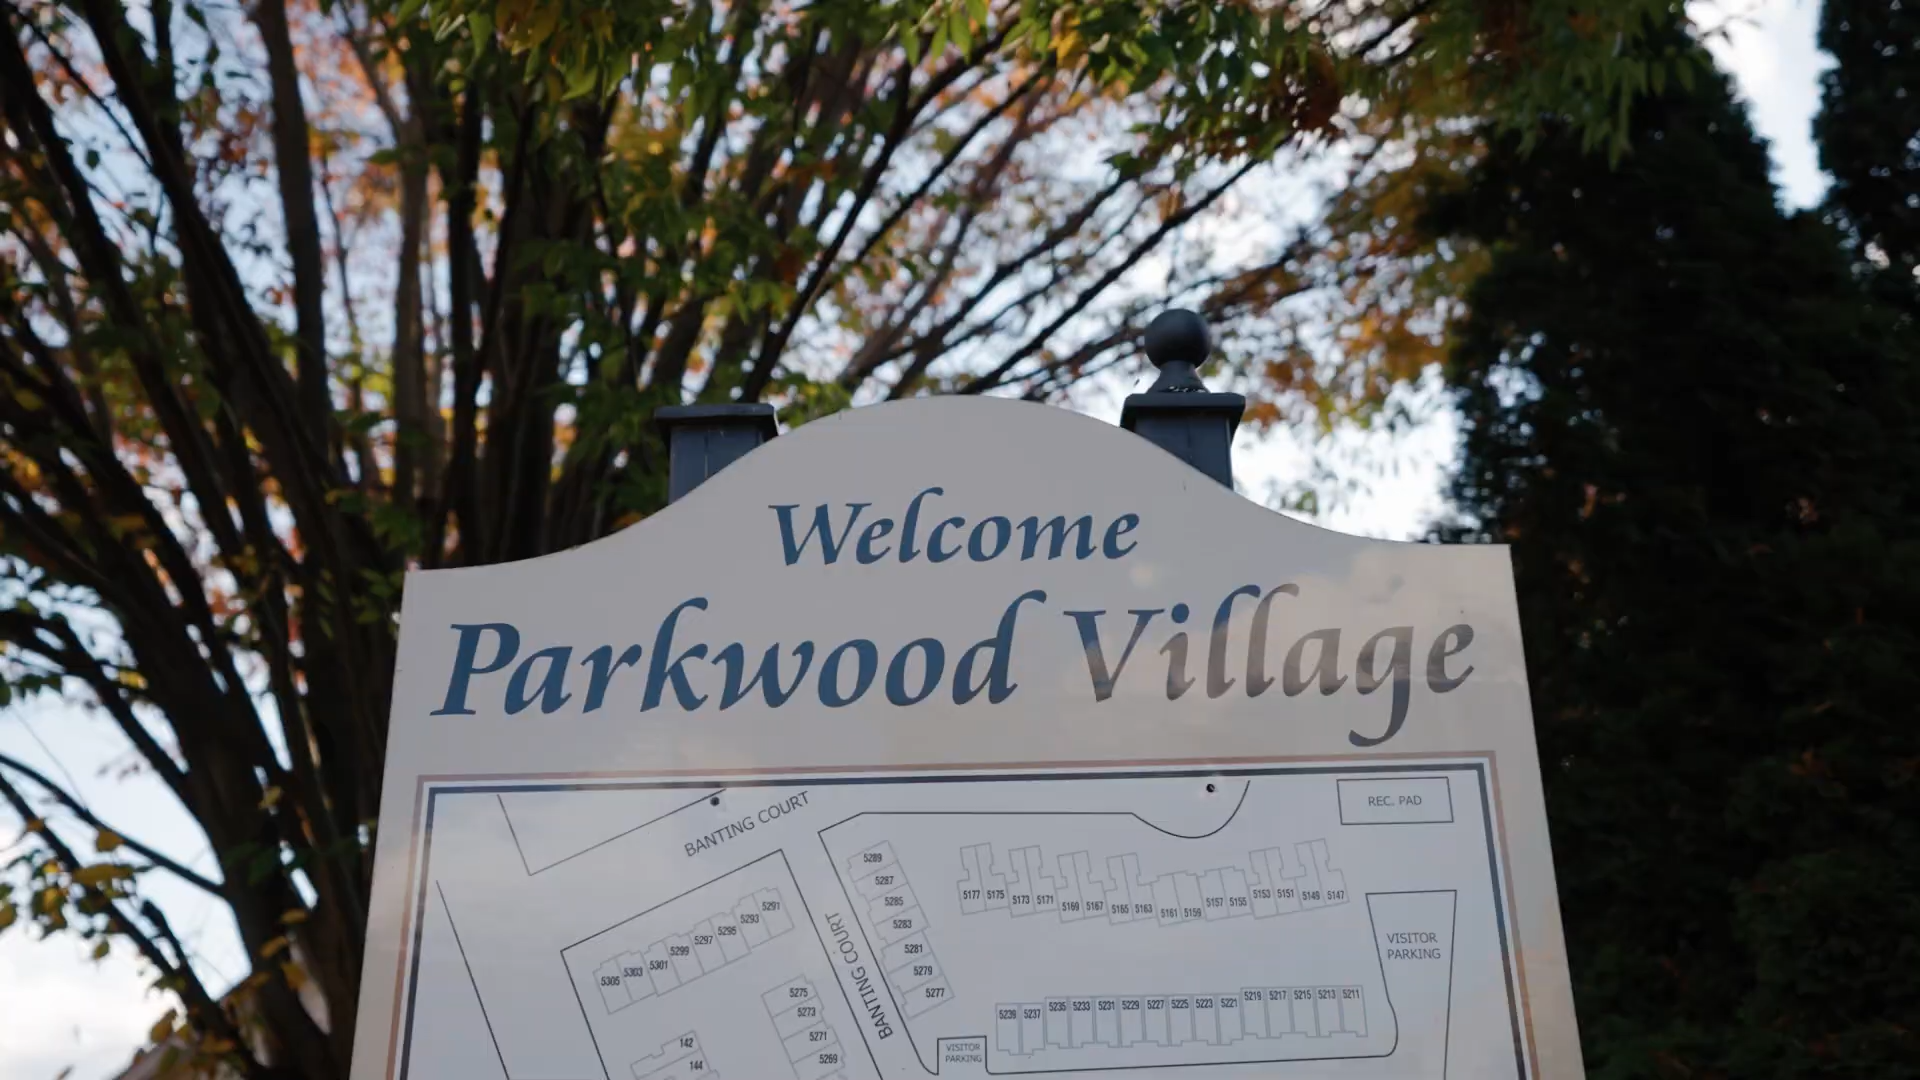 Welcome
Parkwood Village
BANTING COURT
REC. PAD
5289
5287
5285
5283
5281
5279
5277
5177 5175 5173 5171 5169 5167 5165 5163 5161 5159 5157 5155 5153 5151 5149 5147
BANTING COURT
5305 5303 5301 5299 5297 5295 5293 5291
VISITOR
PARKING
5275
5273
5271
5269
5239 5237 5235 5233 5231 5229 5227 5225 5223 5221 5219 5217 5215 5213 5211
142
144
VISITOR
PARKING